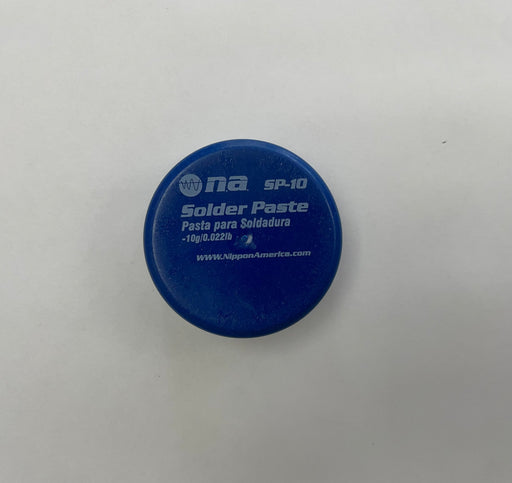 na SP-10
Solder Paste
Pasta para Soldadura
-10g/0.022lb
www.NipponAmerica.com